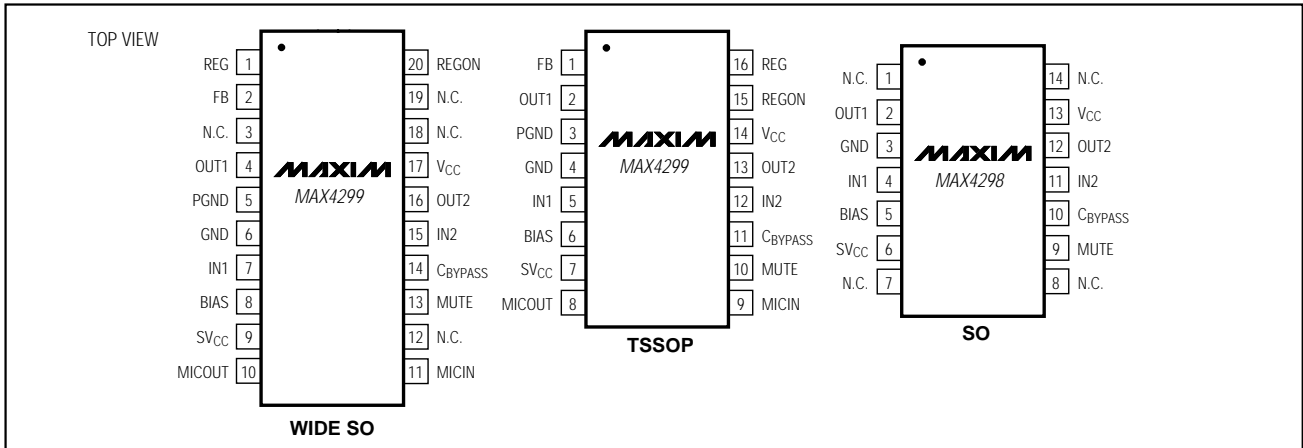 TOP VIEW
REG 1
FB 2
N.C. 3
OUT1 4
PGND 5
GND 6
IN1 7
BIAS 8
SVCC 9
MICOUT 10
MAXIM
MAX4299
20 REGON
19 N.C.
18 N.C.
17 VCC
16 OUT2
15 IN2
14 CBYPASS
13 MUTE
12 N.C.
11 MICIN
WIDE SO
FB 1
OUT1 2
PGND 3
GND 4
IN1 5
BIAS 6
SVCC 7
MICOUT 8
MAXIM
MAX4299
16 REG
15 REGON
14 VCC
13 OUT2
12 IN2
11 CBYPASS
10 MUTE
9 MICIN
TSSOP
N.C. 1
OUT1 2
GND 3
IN1 4
BIAS 5
SVCC 6
N.C. 7
MAXIM
MAX4298
14 N.C.
13 VCC
12 OUT2
11 IN2
10 CBYPASS
9 MUTE
8 N.C.
SO